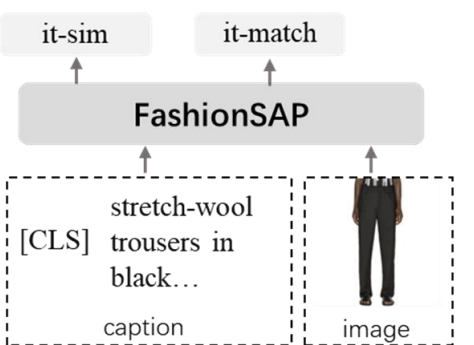 it-sim
it-match
FashionSAP
[CLS]
stretch-wool
trousers in
black...
caption
image